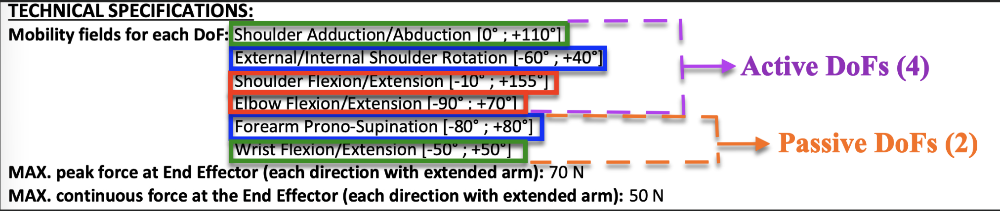 TECHNICAL SPECIFICATIONS:
Mobility fields for each DoF: Shoulder Adduction/Abduction [0° ; +110°]
External/Internal Shoulder Rotation [-60° ; +40°]
Shoulder Flexion/Extension [-10° ; +155°]
Elbow Flexion/Extension [-90° ; +70°]
Forearm Prono-Supination [-80° ; +80°]
Wrist Flexion/Extension [-50° ; +50°]
Active DoFs (4)
Passive DoFs (2)
MAX. peak force at End Effector (each direction with extended arm): 70 N
MAX. continuous force at the End Effector (each direction with extended arm): 50 N